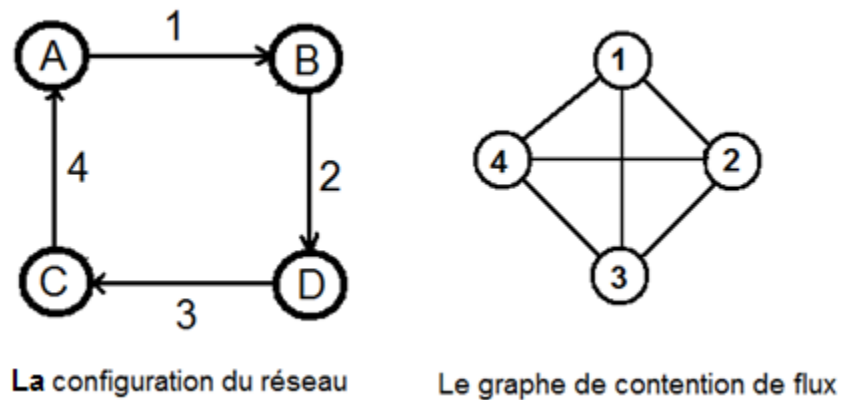 1
A
B
4
2
C
D
3
La configuration du réseau
1
4
2
3
Le graphe de contention de flux